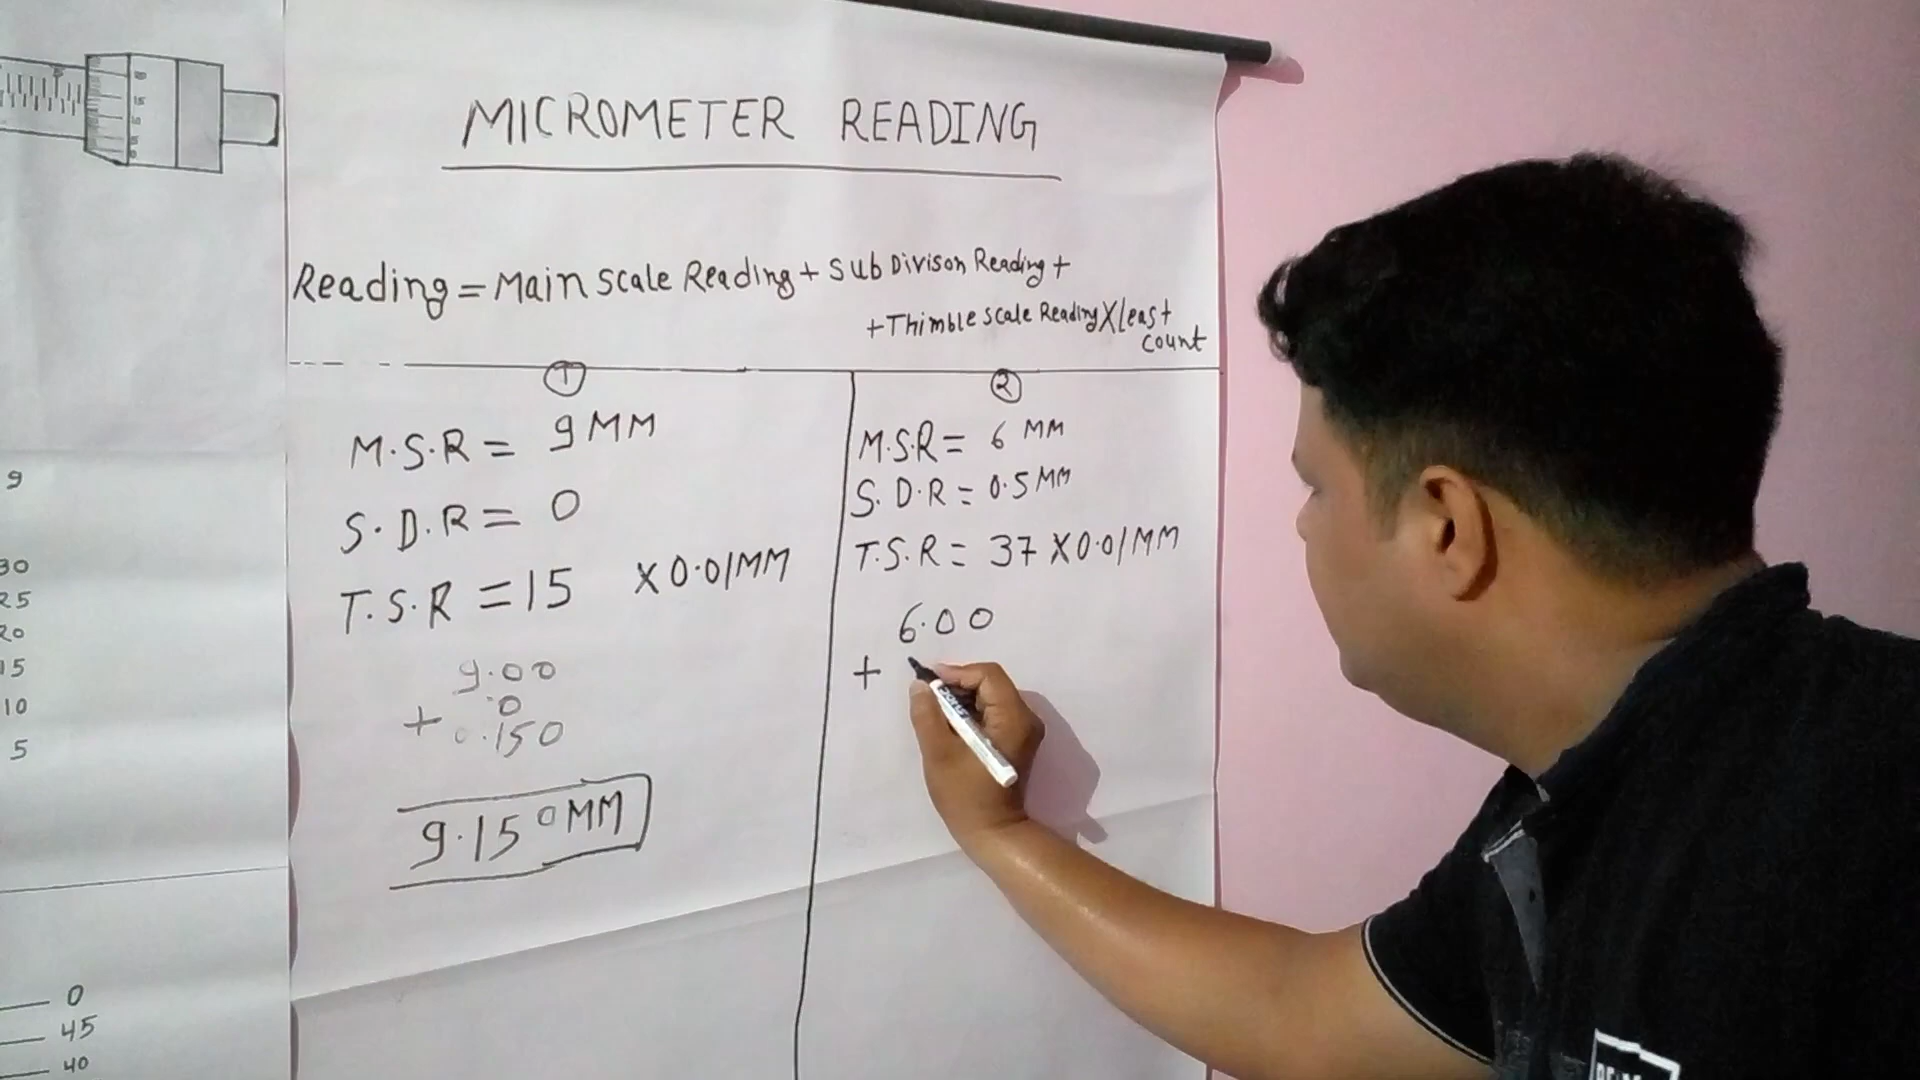 MICROMETER READING
Reading = Main Scale Reading + Sub Divison Reading +
+ Thimble scale Reading X Least
count
①
M.S.R = 9 MM
S.D.R = 0
T.S.R = 15 X 0.01 MM
9.00
0
+ 0.150
9.150 MM
②
M.S.R = 6 MM
S.D.R = 0.5 MM
T.S.R = 37 X 0.01 MM
6.00
+
9
30
25
20
15
10
5
0
45
40